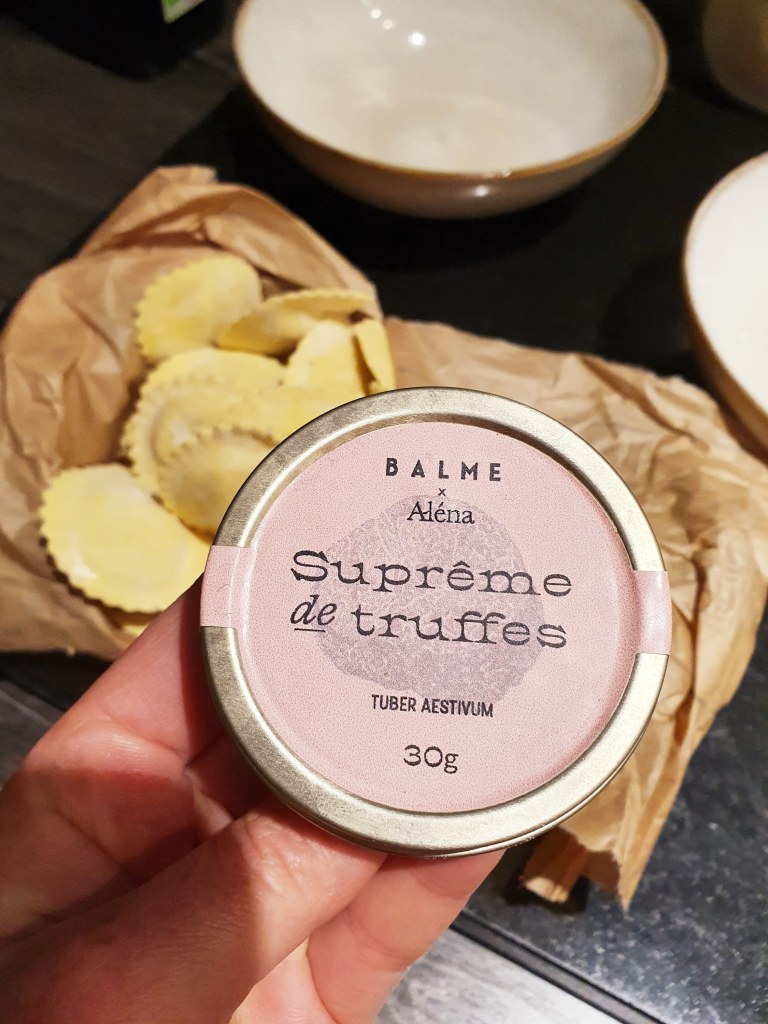 BALME
x
Aléna
Suprême
de truffes
TUBER AESTIVUM
30g